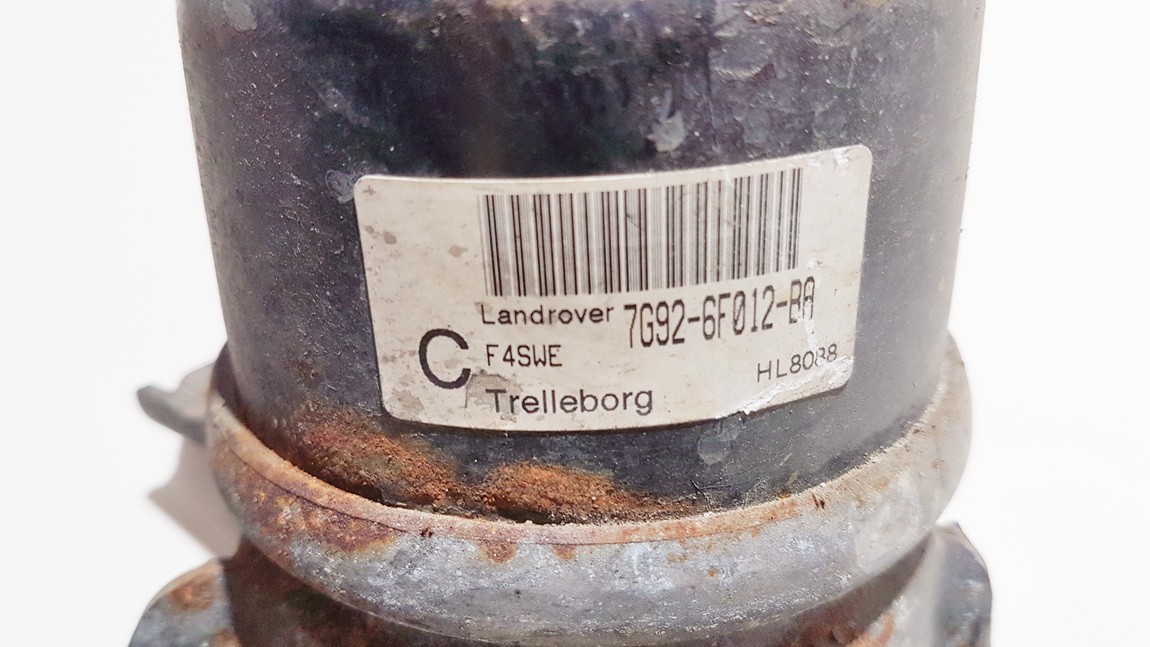 Landrover 7G92-6F012-BA
C F4SWE
HL8088
Trelleborg